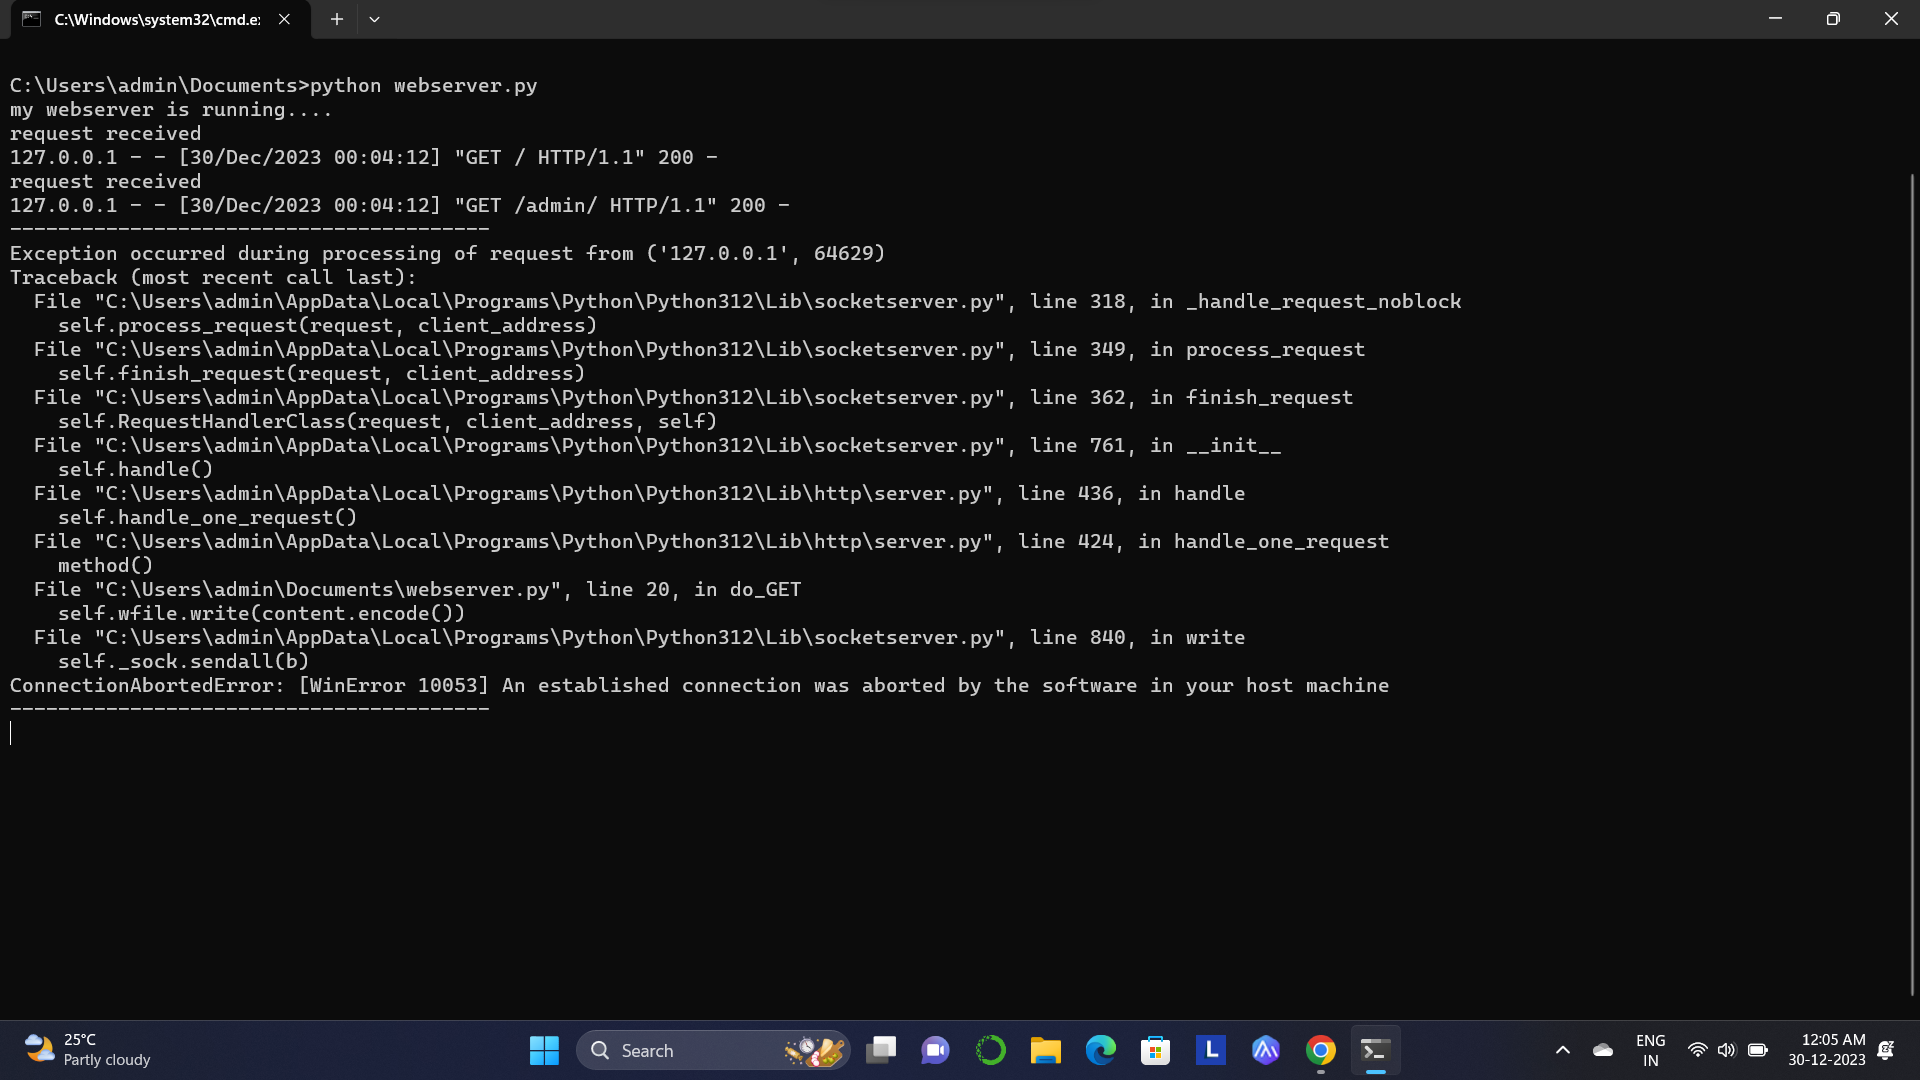 C:\Windows\system32\cmd.e:
C:\Users\admin\Documents>python webserver.py
my webserver is running....
request received
127.0.0.1 - - [30/Dec/2023 00:04:12] "GET / HTTP/1.1" 200 -
request received
127.0.0.1 - - [30/Dec/2023 00:04:12] "GET /admin/ HTTP/1.1" 200 -
----------------------------------------
Exception occurred during processing of request from ('127.0.0.1', 64629)
Traceback (most recent call last):
  File "C:\Users\admin\AppData\Local\Programs\Python\Python312\Lib\socketserver.py", line 318, in _handle_request_noblock
    self.process_request(request, client_address)
  File "C:\Users\admin\AppData\Local\Programs\Python\Python312\Lib\socketserver.py", line 349, in process_request
    self.finish_request(request, client_address)
  File "C:\Users\admin\AppData\Local\Programs\Python\Python312\Lib\socketserver.py", line 362, in finish_request
    self.RequestHandlerClass(request, client_address, self)
  File "C:\Users\admin\AppData\Local\Programs\Python\Python312\Lib\socketserver.py", line 761, in __init__
    self.handle()
  File "C:\Users\admin\AppData\Local\Programs\Python\Python312\Lib\http\server.py", line 436, in handle
    self.handle_one_request()
  File "C:\Users\admin\AppData\Local\Programs\Python\Python312\Lib\http\server.py", line 424, in handle_one_request
    method()
  File "C:\Users\admin\Documents\webserver.py", line 20, in do_GET
    self.wfile.write(content.encode())
  File "C:\Users\admin\AppData\Local\Programs\Python\Python312\Lib\socketserver.py", line 840, in write
    self._sock.sendall(b)
ConnectionAbortedError: [WinError 10053] An established connection was aborted by the software in your host machine
----------------------------------------
25°C
Partly cloudy
Search
L
ENG
IN
12:05 AM
30-12-2023